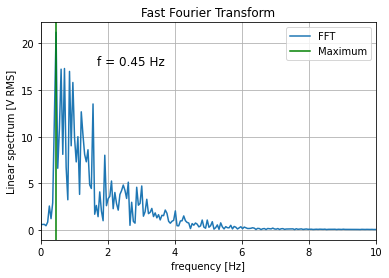 Fast Fourier Transform
FFT
Maximum
f = 0.45 Hz
Linear spectrum [V RMS]
20
15
10
5
0
0
2
4
6
8
10
frequency [Hz]